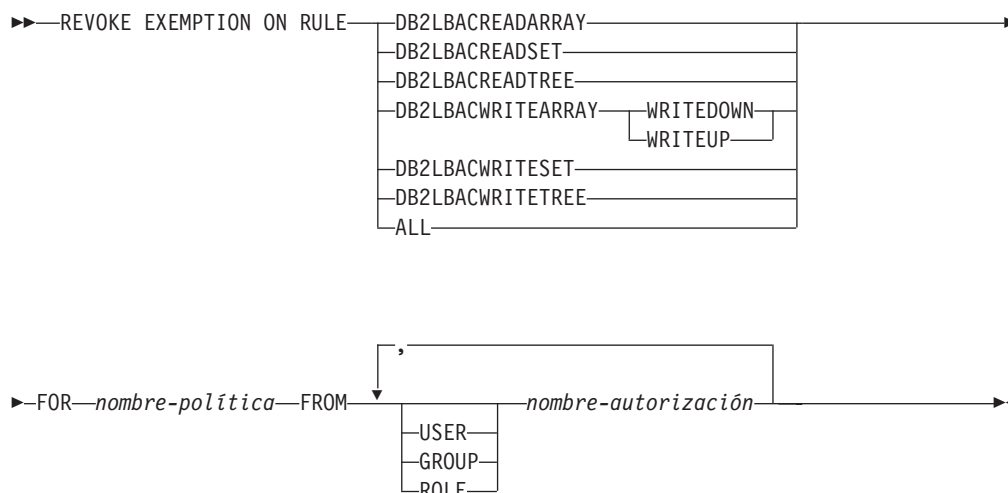 REVOKE EXEMPTION ON RULE DB2LBACREADARRAY
DB2LBACREADSET
DB2LBACREADTREE
DB2LBACWRITEARRAY WRITEDOWN
WRITEUP
DB2LBACWRITESET
DB2LBACWRITETREE
ALL
,
FOR nombre-política FROM nombre-autorización
USER
GROUP
ROLE